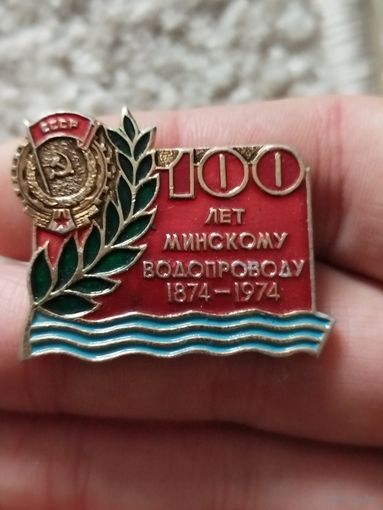 СССР
100
ЛЕТ
МИНСКОМУ
ВОДОПРОВОДУ
1874-1974